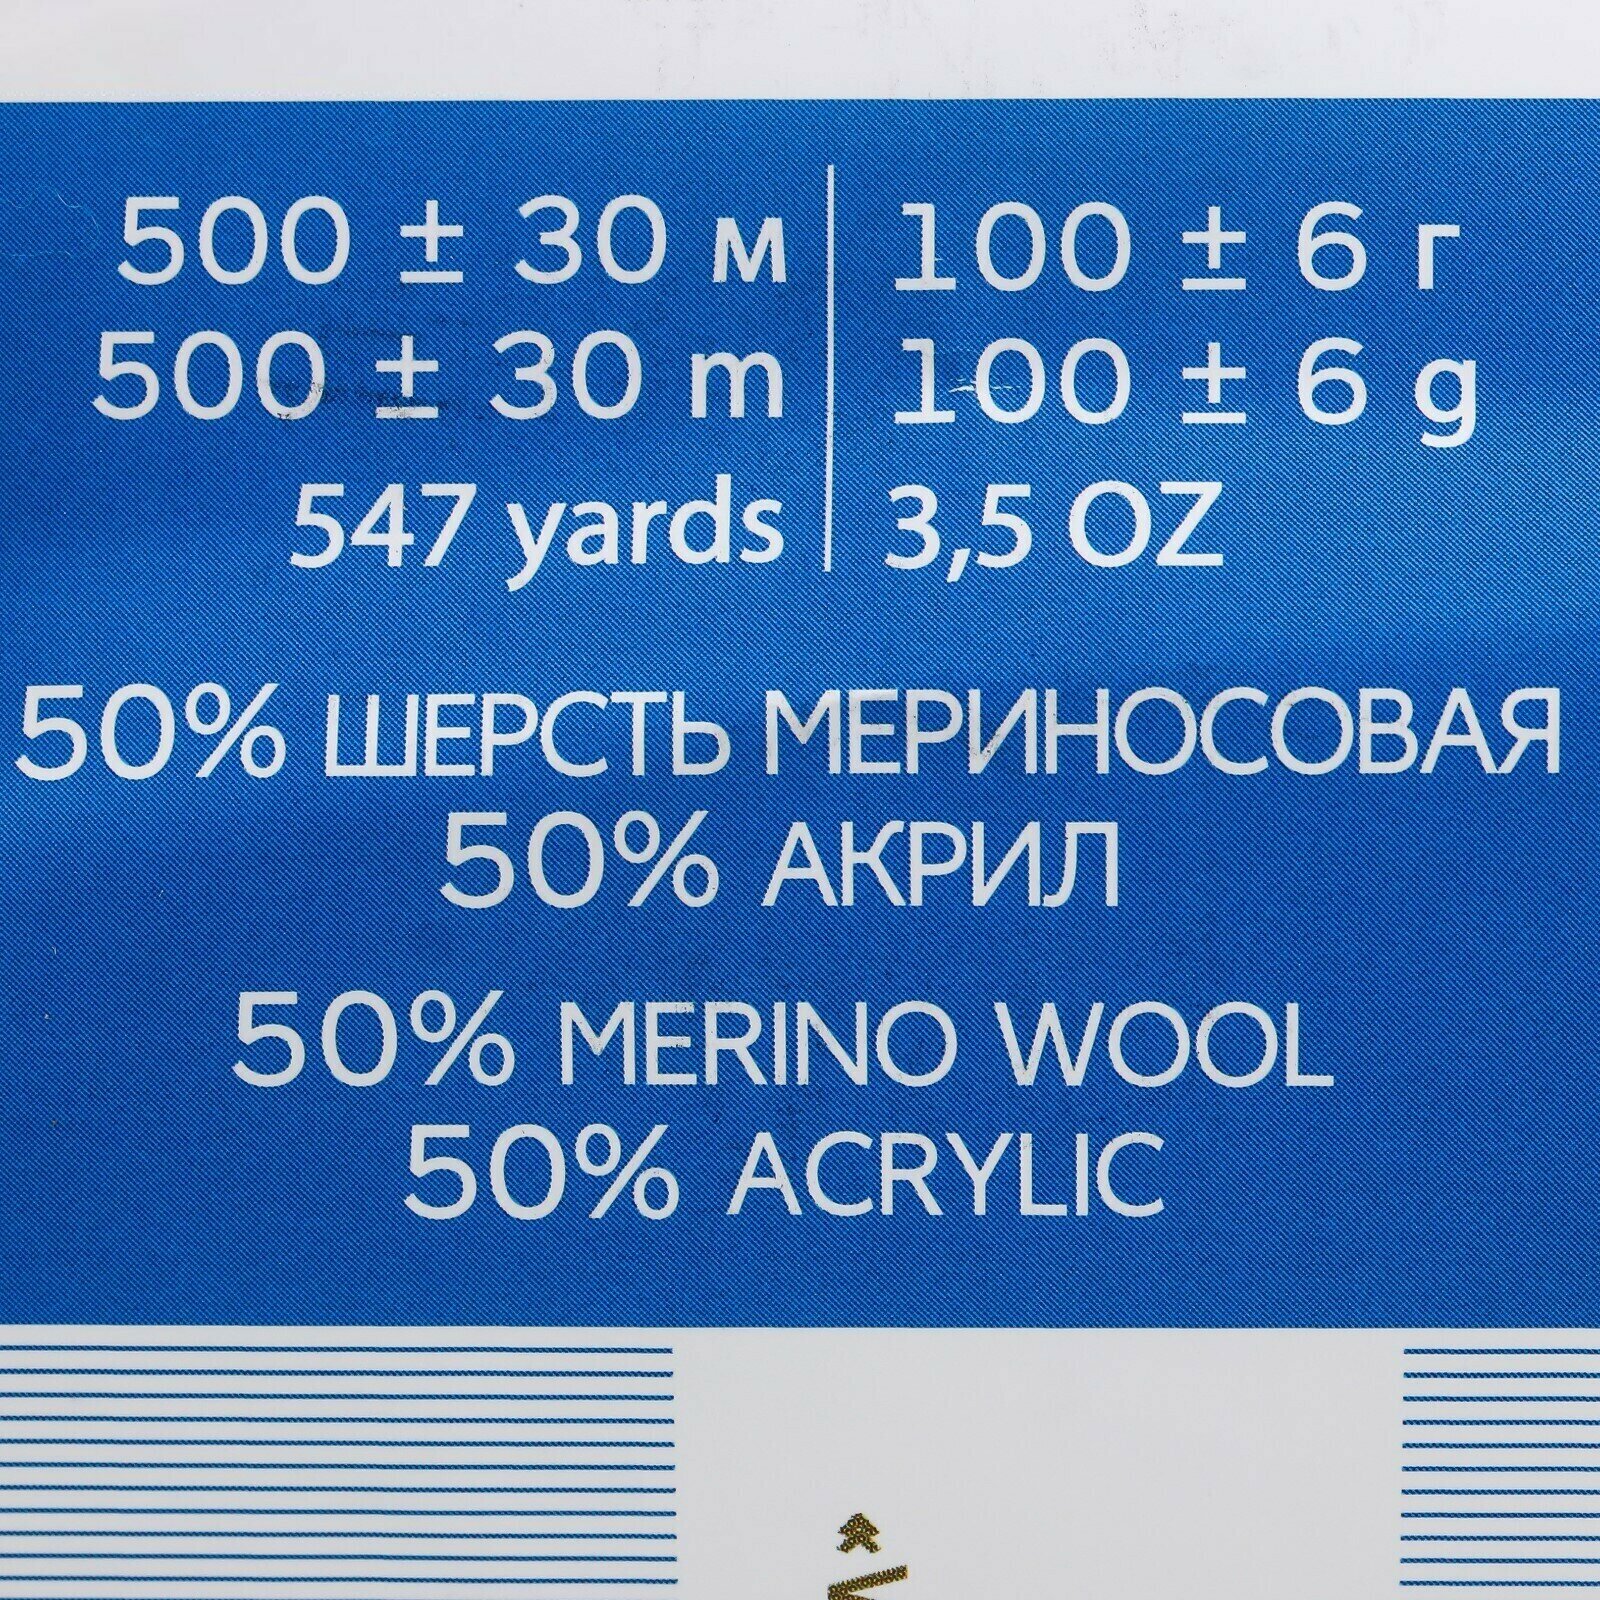 500 ± 30 м | 100 ± 6 г
500 ± 30 m | 100 ± 6 g
547 yards | 3,5 OZ
50% ШЕРСТЬ МЕРИНОСОВАЯ
50% АКРИЛ
50% MERINO WOOL
50% ACRYLIC